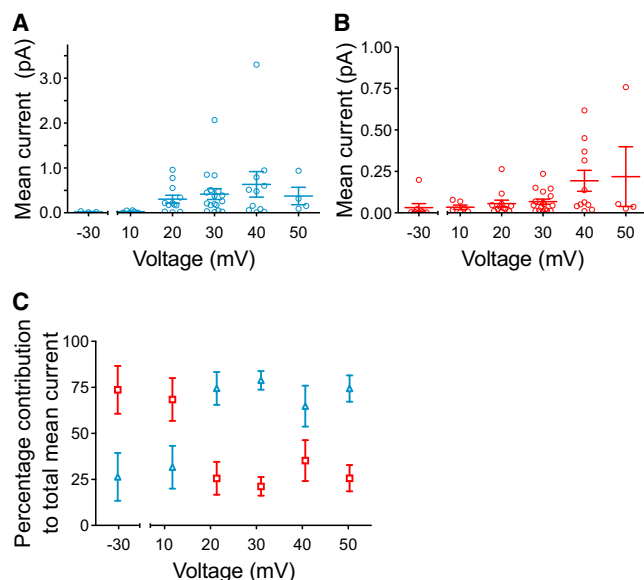 A
Mean current (pA)
3.0
2.0
1.0
0.0
-30 10 20 30 40 50
Voltage (mV)
B
Mean current (pA)
1.00
0.75
0.50
0.25
0.00
-30 10 20 30 40 50
Voltage (mV)
C
Percentage contribution
to total mean current
100
75
50
25
0
-30 10 20 30 40 50
Voltage (mV)